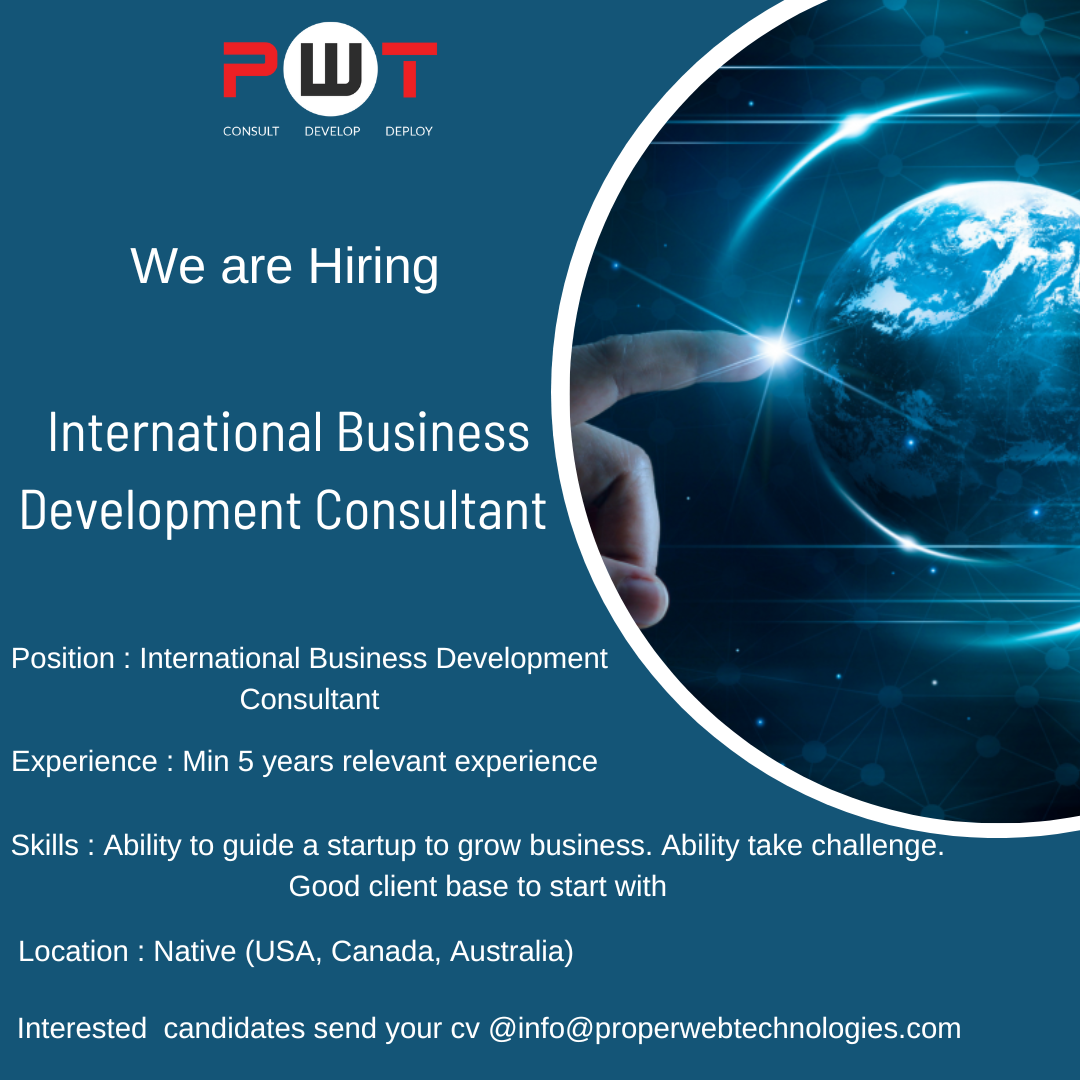 PWT
CONSULT DEVELOP DEPLOY
We are Hiring
International Business
Development Consultant
Position : International Business Development
Consultant
Experience : Min 5 years relevant experience
Skills : Ability to guide a startup to grow business. Ability take challenge.
Good client base to start with
Location : Native (USA, Canada, Australia)
Interested  candidates send your cv @info@properwebtechnologies.com